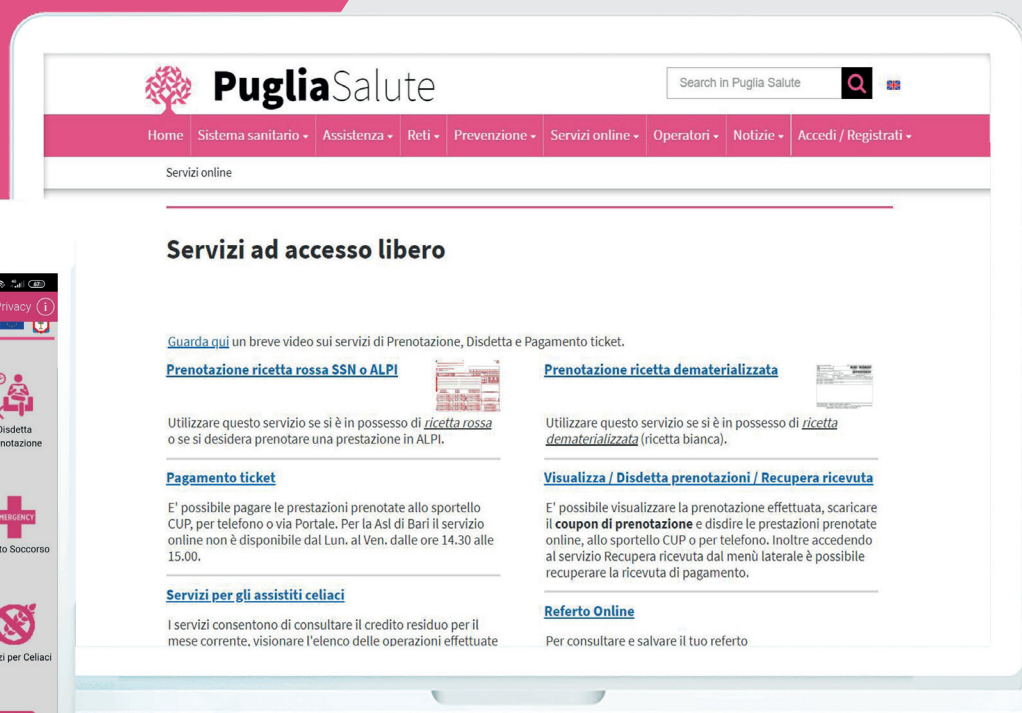 PugliaSalute
Search in Puglia Salute
Home Sistema sanitario Assistenza Reti Prevenzione Servizi online Operatori Notizie Accedi / Registrati
Servizi online
Servizi ad accesso libero
Guarda qui un breve video sui servizi di Prenotazione, Disdetta e Pagamento ticket.
Prenotazione ricetta rossa SSN o ALPI
Utilizzare questo servizio se si è in possesso di ricetta rossa
o se si desidera prenotare una prestazione in ALPI.
Prenotazione ricetta dematerializzata
Utilizzare questo servizio se si è in possesso di ricetta
dematerializzata (ricetta bianca).
Pagamento ticket
E' possibile pagare le prestazioni prenotate allo sportello
CUP, per telefono o via Portale. Per la Asl di Bari il servizio
online non è disponibile dal Lun. al Ven. dalle ore 14.30 alle
15.00.
Visualizza / Disdetta prenotazioni / Recupera ricevuta
E' possibile visualizzare la prenotazione effettuata, scaricare
il coupon di prenotazione e disdire le prestazioni prenotate
online, allo sportello CUP o per telefono. Inoltre accedendo
al servizio Recupera ricevuta dal menù laterale è possibile
recuperare la ricevuta di pagamento.
Servizi per gli assistiti celiaci
I servizi consentono di consultare il credito residuo per il
mese corrente, visionare l'elenco delle operazioni effettuate
Referto Online
Per consultare e salvare il tuo referto
Privacy
Disdetta
notazione
MERGENCY
to Soccorso
zi per Celiaci